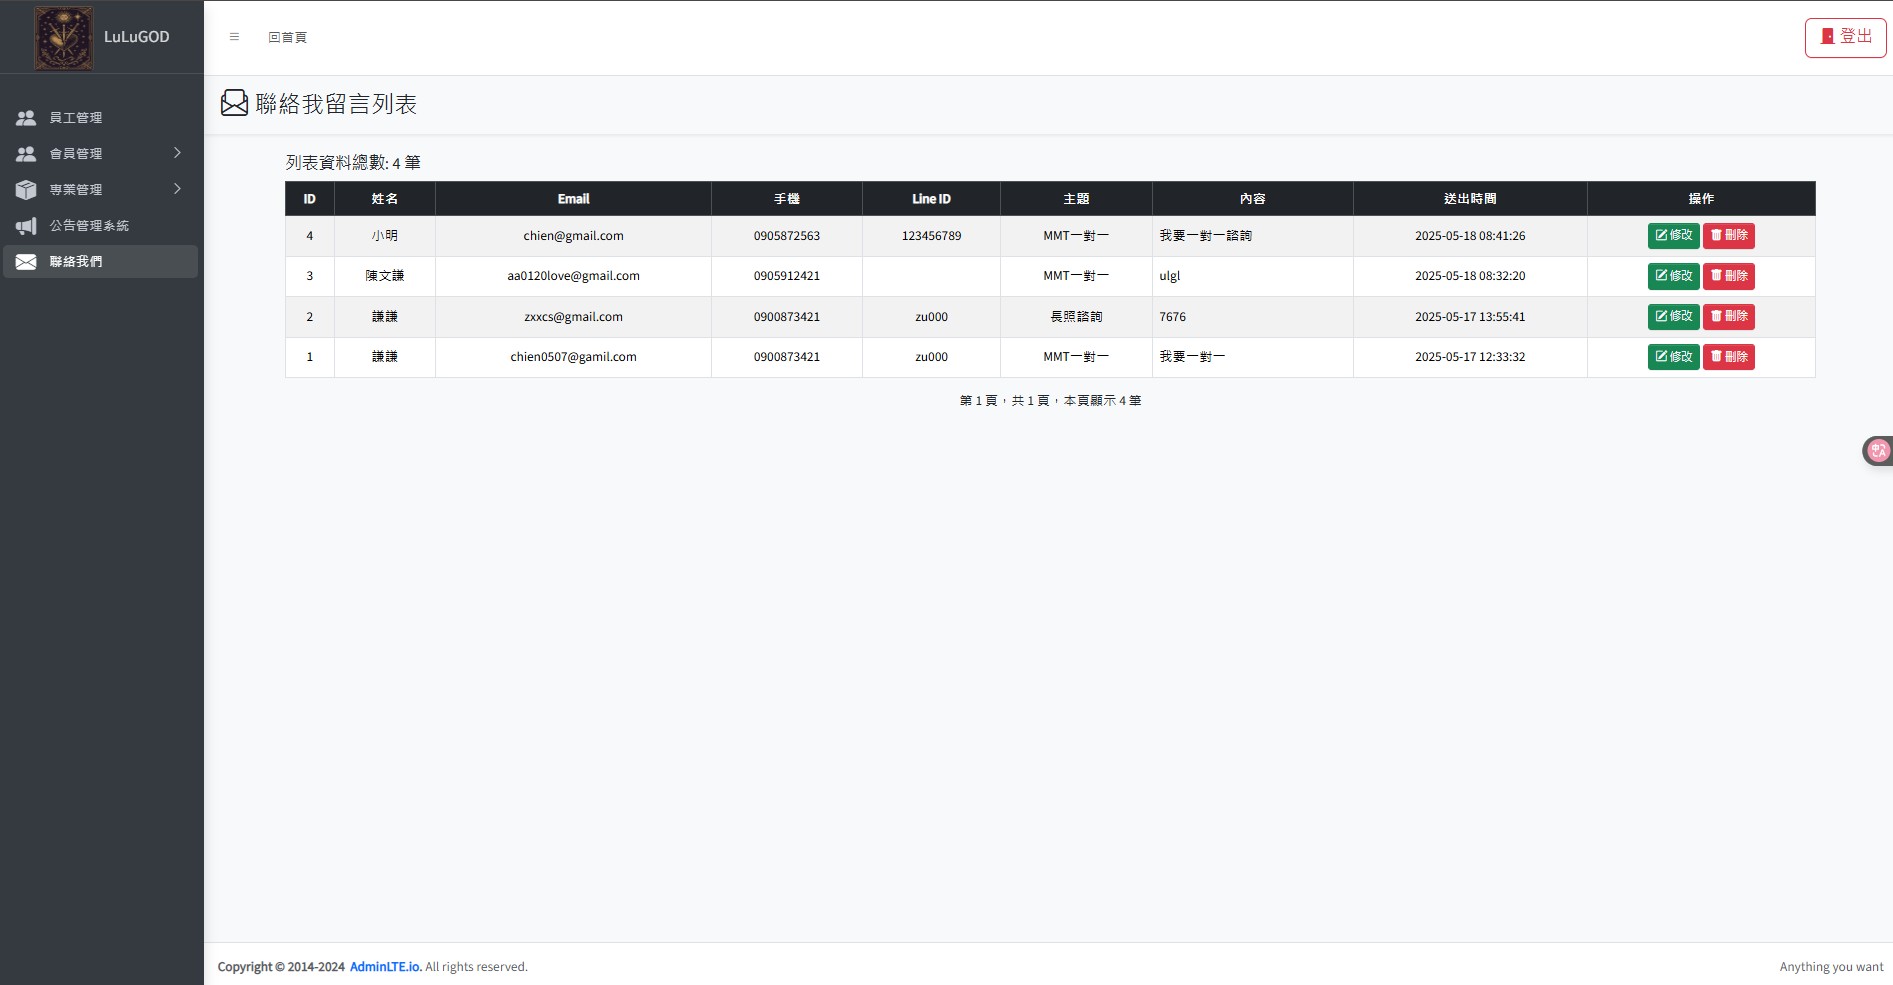 LuLuGOD
回首頁
登出
員工管理
會員管理
專業管理
公告管理系統
聯絡我們
聯絡我留言列表
列表資料總數: 4 筆
ID 姓名 Email 手機 Line ID 主題 內容 送出時間 操作
4 小明 chien@gmail.com 0905872563 123456789 MMT一對一 我要一對一諮詢 2025-05-18 08:41:26 修改 刪除
3 陳文謙 aa0120love@gmail.com 0905912421 MMT一對一 ulgl 2025-05-18 08:32:20 修改 刪除
2 謙謙 zxxcs@gmail.com 0900873421 zu000 長照諮詢 7676 2025-05-17 13:55:41 修改 刪除
1 謙謙 chien0507@gamil.com 0900873421 zu000 MMT一對一 我要一對一 2025-05-17 12:33:32 修改 刪除
第 1 頁，共 1 頁，本頁顯示 4 筆
Copyright © 2014-2024 AdminLTE.io. All rights reserved.
Anything you want